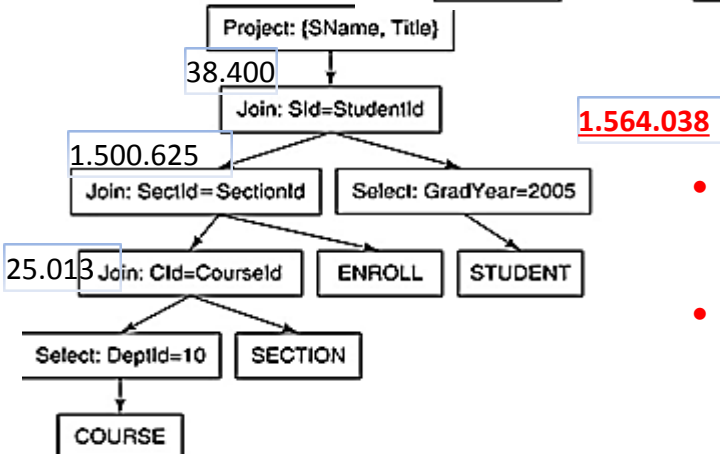 Project: {SName, Title}
38.400
Join: SId=StudentId
1.564.038
1.500.625
Join: SectId=SectionId
Select: GradYear=2005
25.013
Join: CId=CourseId
ENROLL
STUDENT
Select: DeptId=10
SECTION
COURSE